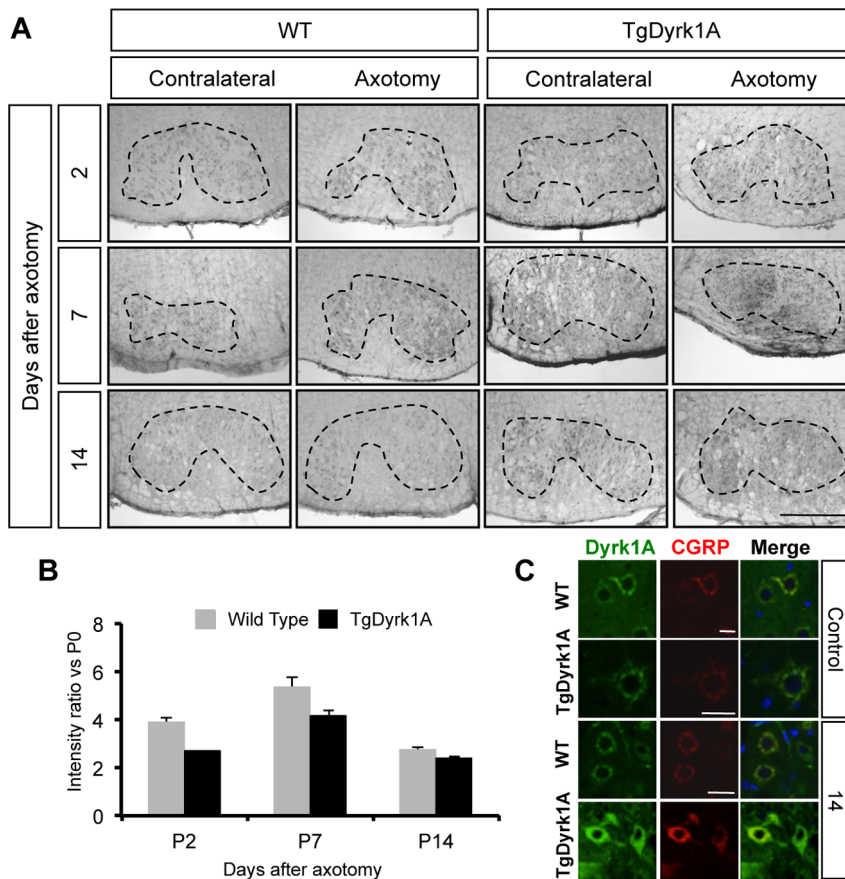 A
WT
TgDyrk1A
Contralateral
Axotomy
Contralateral
Axotomy
Days after axotomy
2
7
14
B
Wild Type
TgDyrk1A
Intensity ratio vs P0
8
6
4
2
0
P2
P7
P14
Days after axotomy
C
Dyrk1A
CGRP
Merge
WT
TgDyrk1A
Control
WT
TgDyrk1A
14